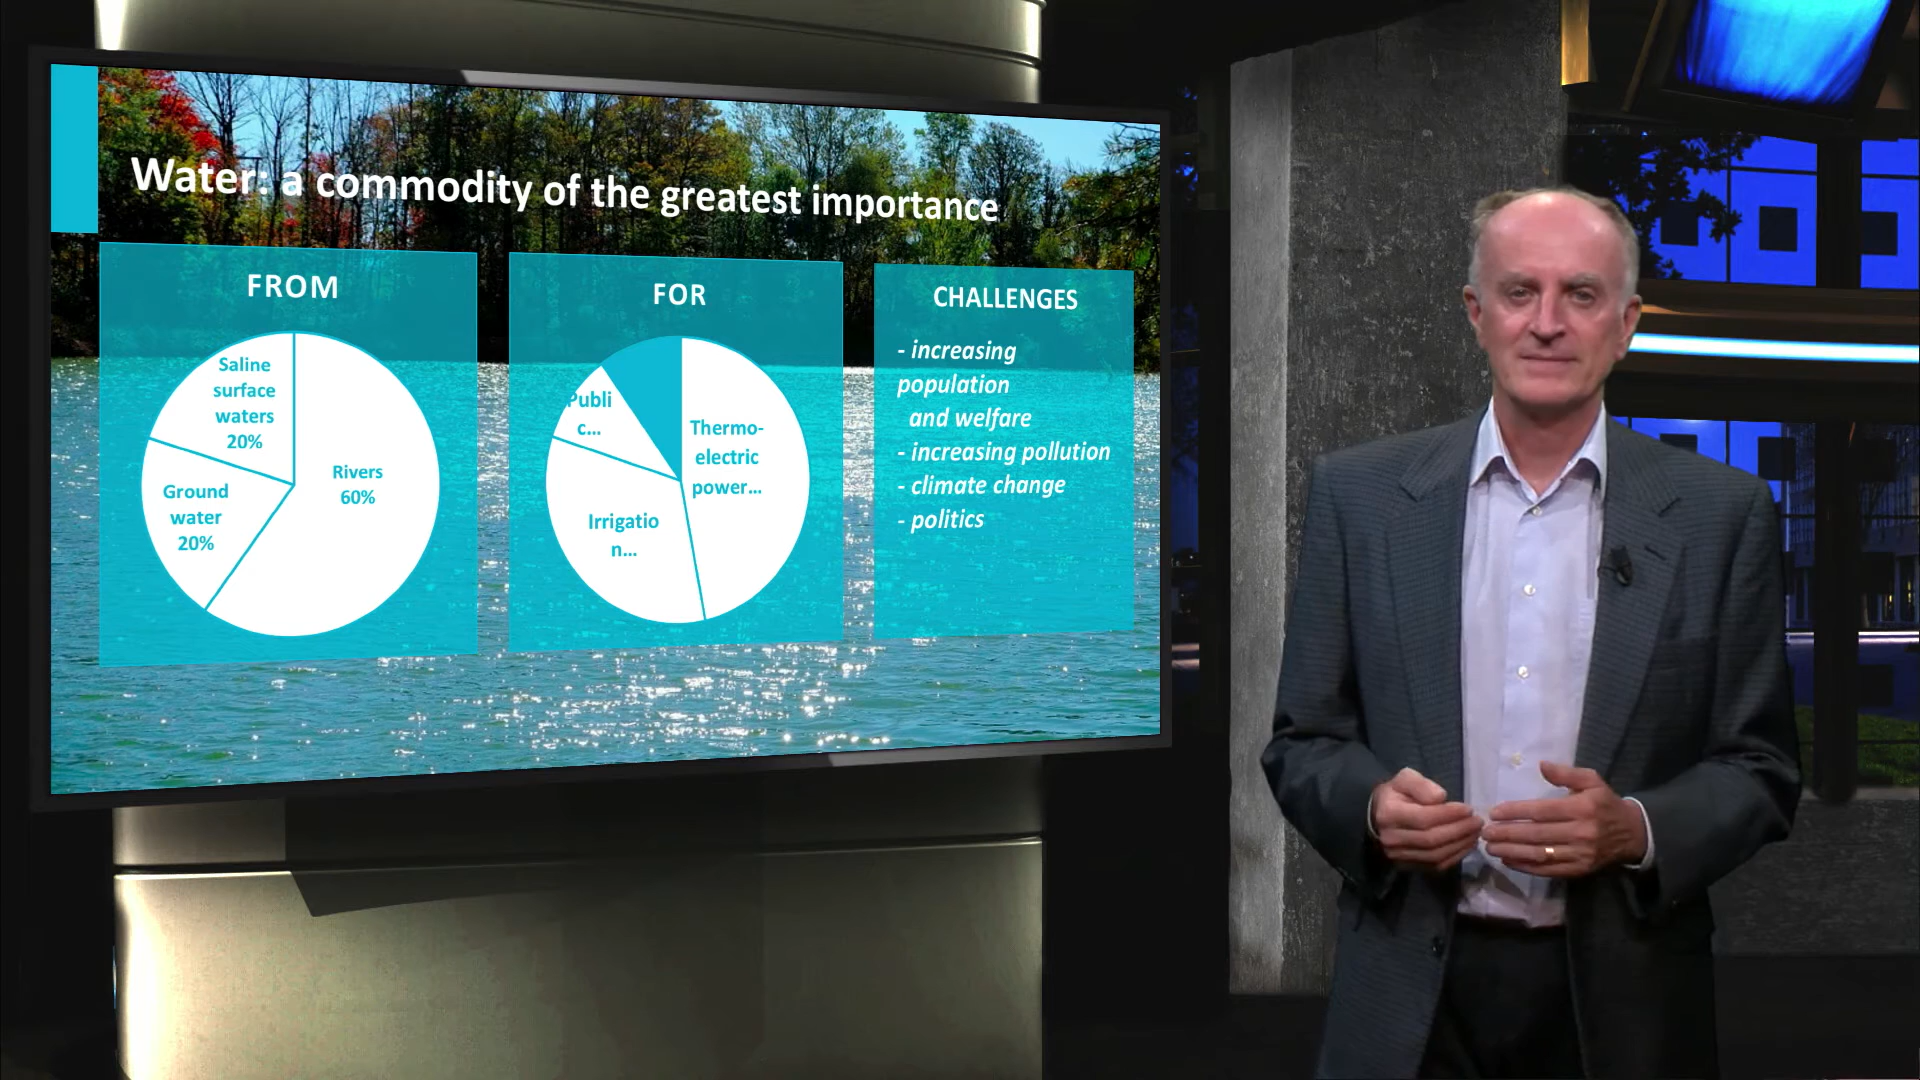 Water: a commodity of the greatest importance
FROM
Saline
surface
waters
20%
Rivers
60%
Ground
water
20%
FOR
Publi
c...
Thermo-
electric
power...
Irrigatio
n...
CHALLENGES
- increasing
population
and welfare
- increasing pollution
- climate change
- politics